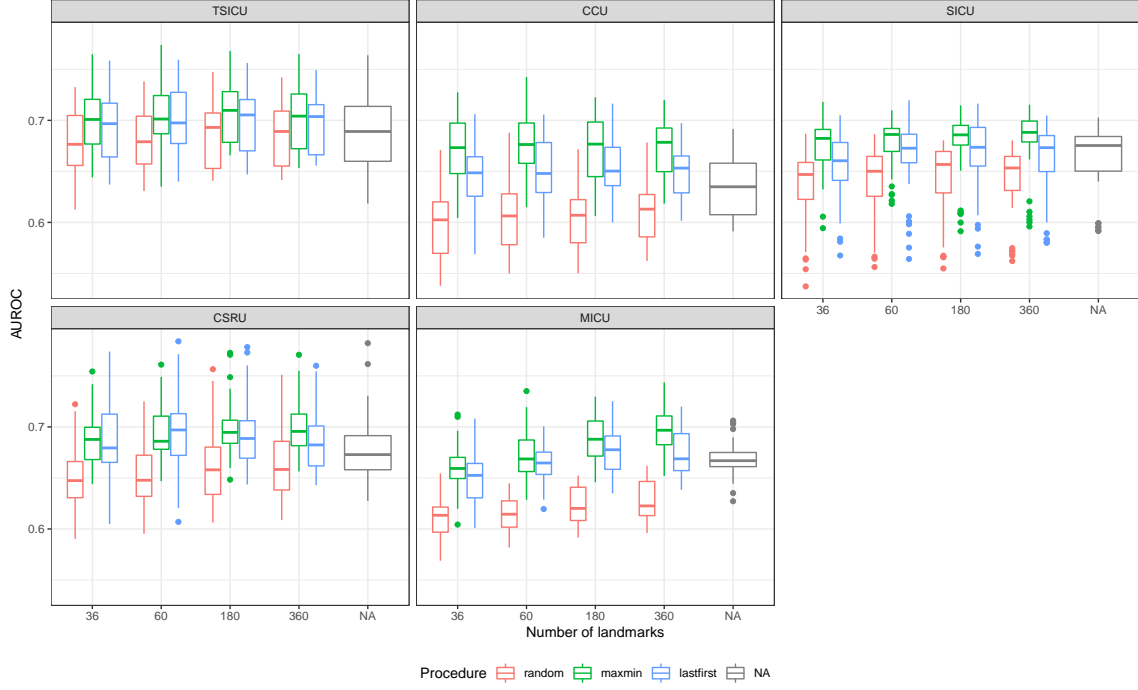 TSICU
CCU
SICU
0.7
0.6
36
60
180
360
NA
CSRU
MICU
0.7
0.6
36
60
180
360
NA
36
60
180
360
NA
AUROC
Number of landmarks
Procedure random maxmin lastfirst NA